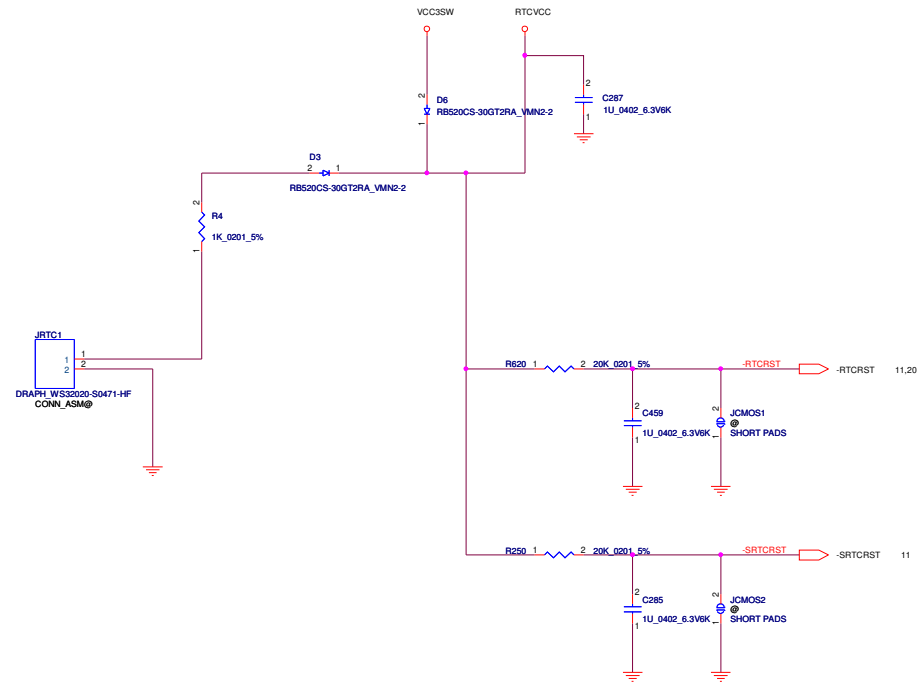 VCC3SW RTCVCC
2 C287
1U_0402_6.3V6K
1
2 D6
RB520CS-30GT2RA_VMN2-2
1
D3
2 1
RB520CS-30GT2RA_VMN2-2
2 R4
1K_0201_5%
1
JRTC1
1 1
2 2
DRAPH_WS32020-S0471-HF
CONN_ASM@
R620 1 2 20K_0201_5% -RTCRST -RTCRST 11,20
2 C459
1U_0402_6.3V6K
1
2 JCMOS1
@
1 SHORT PADS
R250 1 2 20K_0201_5% -SRTCRST -SRTCRST 11
2 C285
1U_0402_6.3V6K
1
2 JCMOS2
@
1 SHORT PADS